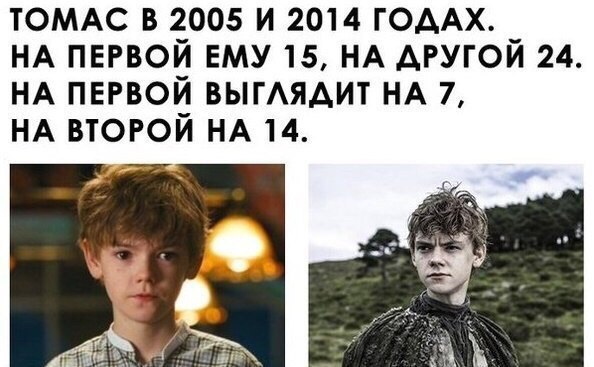 ТОМАС В 2005 И 2014 ГОДАХ.
НА ПЕРВОЙ ЕМУ 15, НА ДРУГОЙ 24.
НА ПЕРВОЙ ВЫГЛЯДИТ НА 7,
НА ВТОРОЙ НА 14.